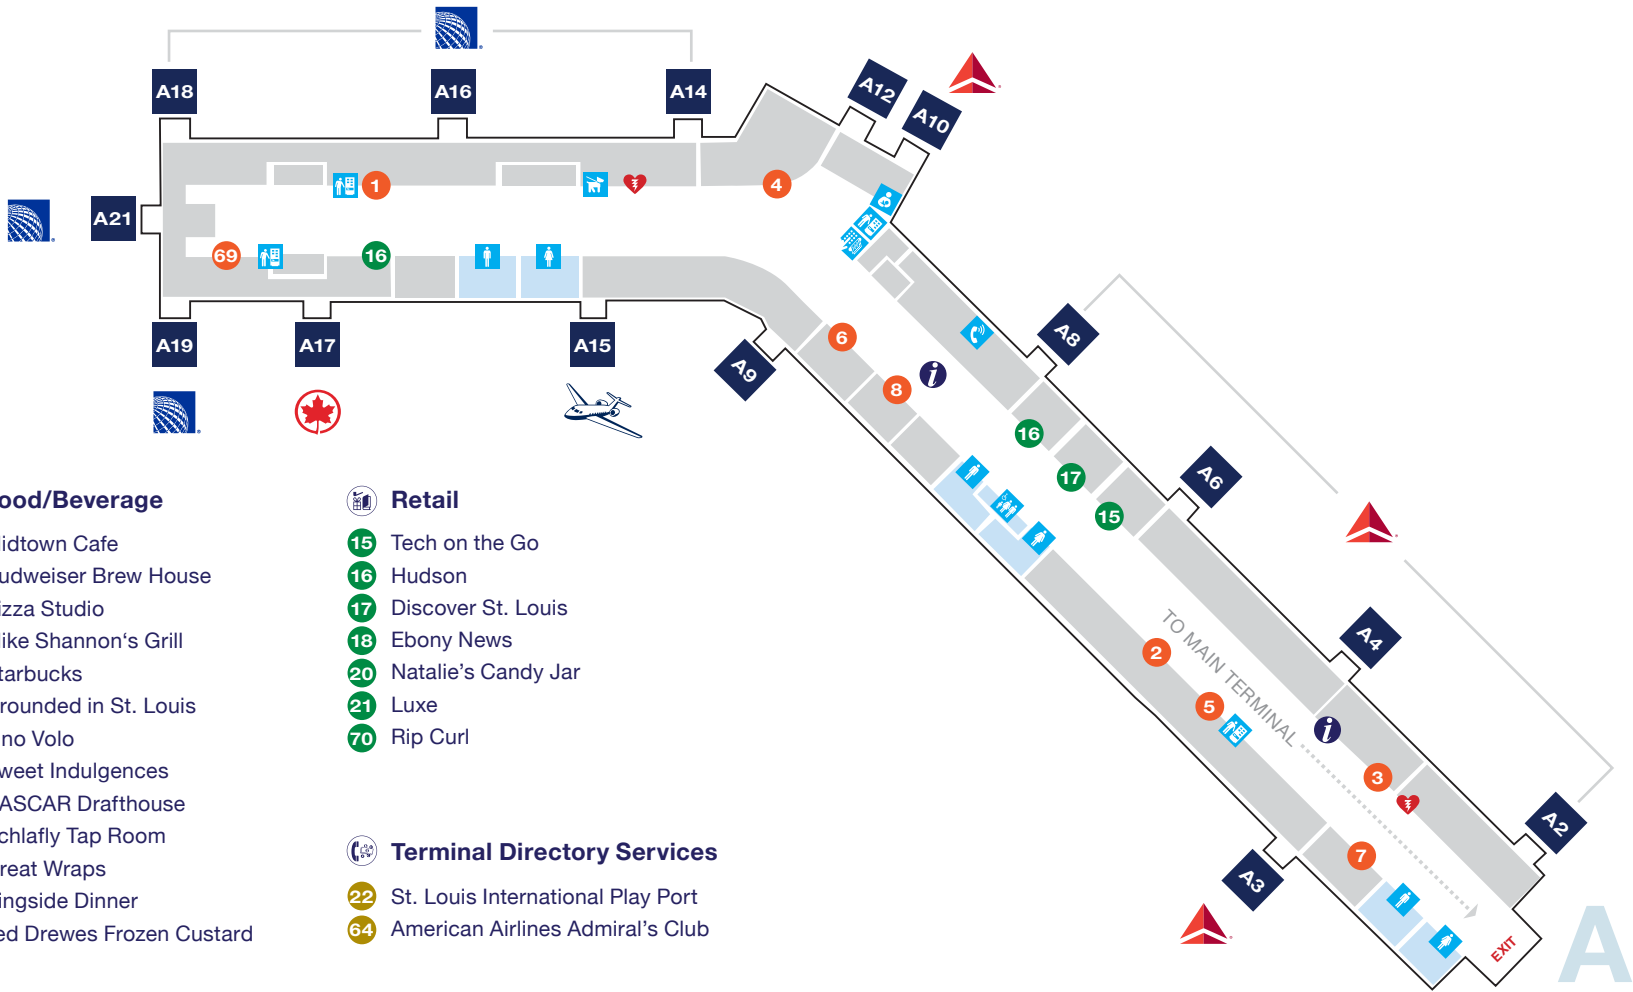 A18
A16
A14
A12
A10
A21
1
4
69
16
A19
A17
A15
A9
6
8
i
A8
16
17
15
A6
2
5
TO MAIN TERMINAL
i
A4
3
7
A2
A3
EXIT
A
ood/Beverage
idtown Cafe
udweiser Brew House
izza Studio
like Shannon's Grill
tarbucks
rounded in St. Louis
no Volo
weet Indulgences
ASCAR Drafthouse
chlafly Tap Room
reat Wraps
ingside Dinner
ed Drewes Frozen Custard
Retail
15 Tech on the Go
16 Hudson
17 Discover St. Louis
18 Ebony News
20 Natalie's Candy Jar
21 Luxe
70 Rip Curl
Terminal Directory Services
22 St. Louis International Play Port
64 American Airlines Admiral's Club